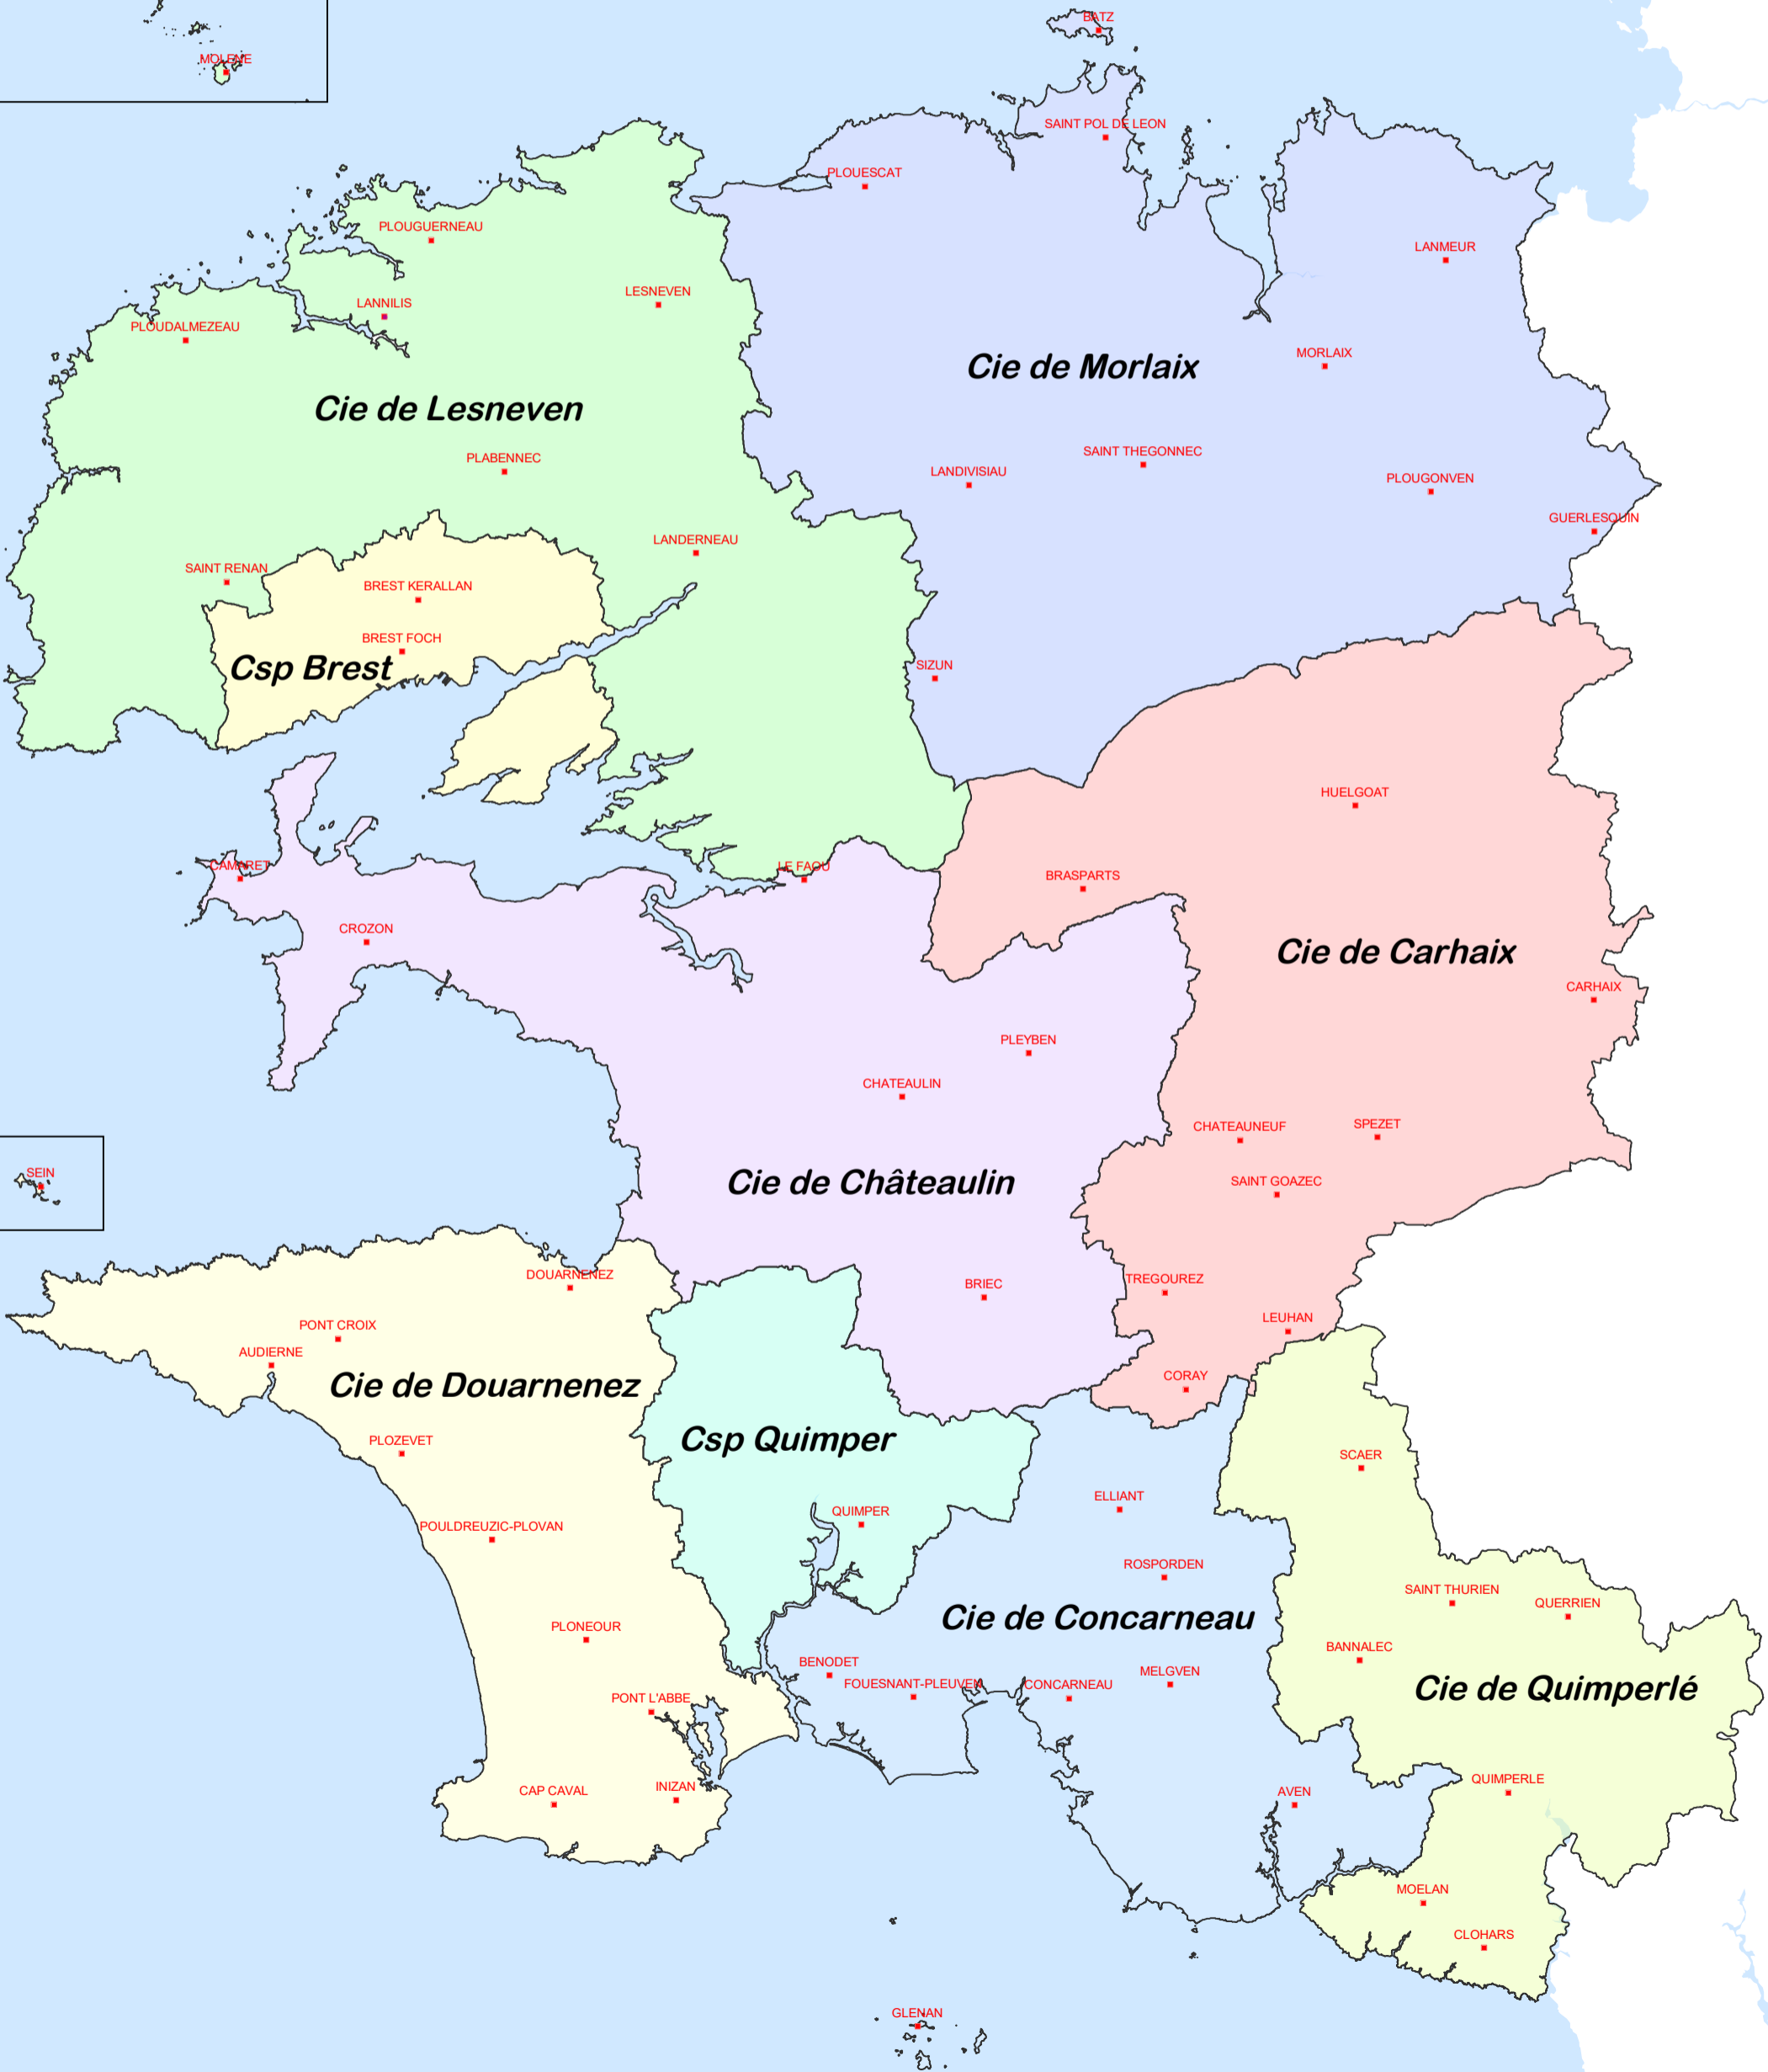 BATZ
MOLENE
SAINT POL DE LEON
PLOUESCAT
PLOUGUERNEAU
LANMEUR
LESNEVEN
LANNILIS
PLOUDALMEZEAU
MORLAIX
Cie de Morlaix
Cie de Lesneven
SAINT THEGONNEC
PLABENNEC
LANDIVISIAU
PLOUGONVEN
GUERLESQUIN
LANDERNEAU
SAINT RENAN
BREST KERALLAN
BREST FOCH
Csp Brest
SIZUN
HUELGOAT
CAMARET
LE FAOU
BRASPARTS
CROZON
Cie de Carhaix
CARHAIX
PLEYBEN
CHATEAULIN
CHATEAUNEUF
SPEZET
SEIN
Cie de Châteaulin
SAINT GOAZEC
DOUARNENEZ
TREGOUREZ
BRIEC
LEUHAN
PONT CROIX
AUDIERNE
CORAY
Cie de Douarnenez
PLOZEVET
Csp Quimper
SCAER
ELLIANT
QUIMPER
POULDREUZIC-PLOVAN
ROSPORDEN
SAINT THURIEN
QUERRIEN
Cie de Concarneau
PLONEOUR
BANNALEC
BENODET
MELGVEN
FOUESNANT-PLEUVEN
CONCARNEAU
Cie de Quimperlé
PONT L'ABBE
QUIMPERLE
INIZAN
CAP CAVAL
AVEN
MOELAN
CLOHARS
GLENAN